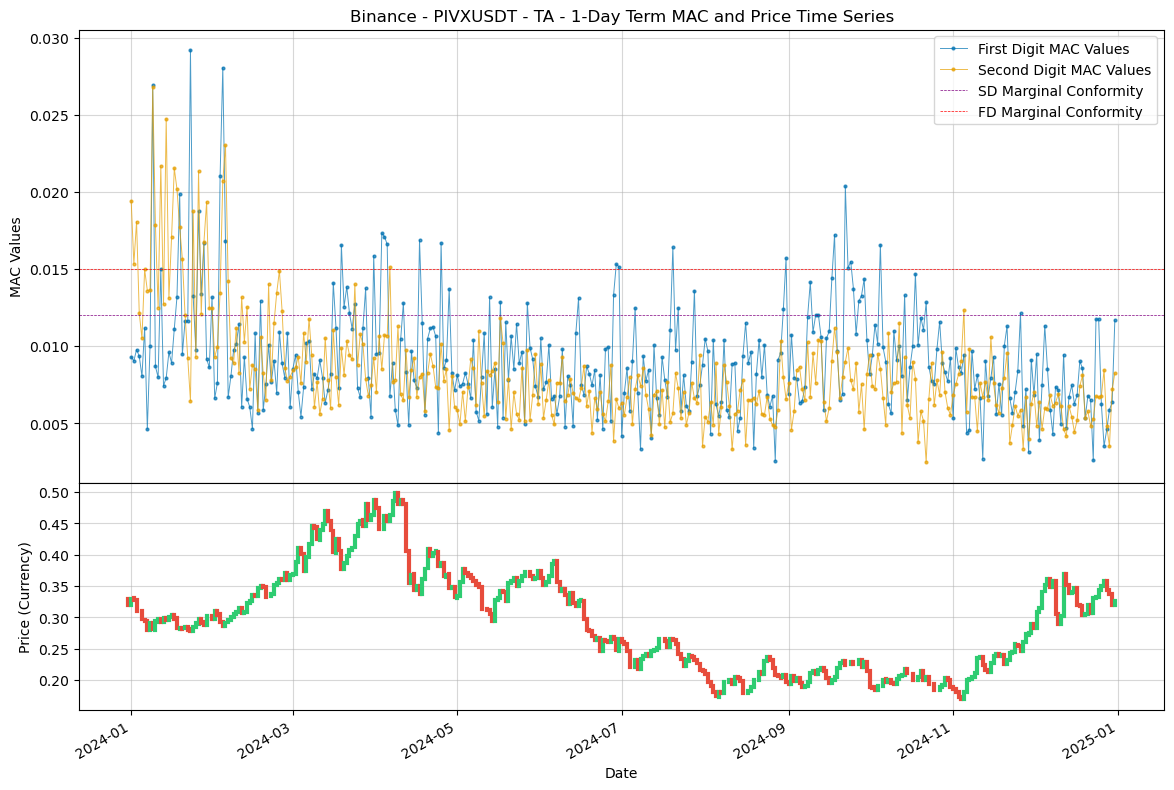 Binance - PIVXUSDT - TA - 1-Day Term MAC and Price Time Series
First Digit MAC Values
Second Digit MAC Values
SD Marginal Conformity
FD Marginal Conformity
MAC Values
0.030
0.025
0.020
0.015
0.010
0.005
Price (Currency)
0.50
0.45
0.40
0.35
0.30
0.25
0.20
2024-01
2024-03
2024-05
2024-07
2024-09
2024-11
2025-01
Date